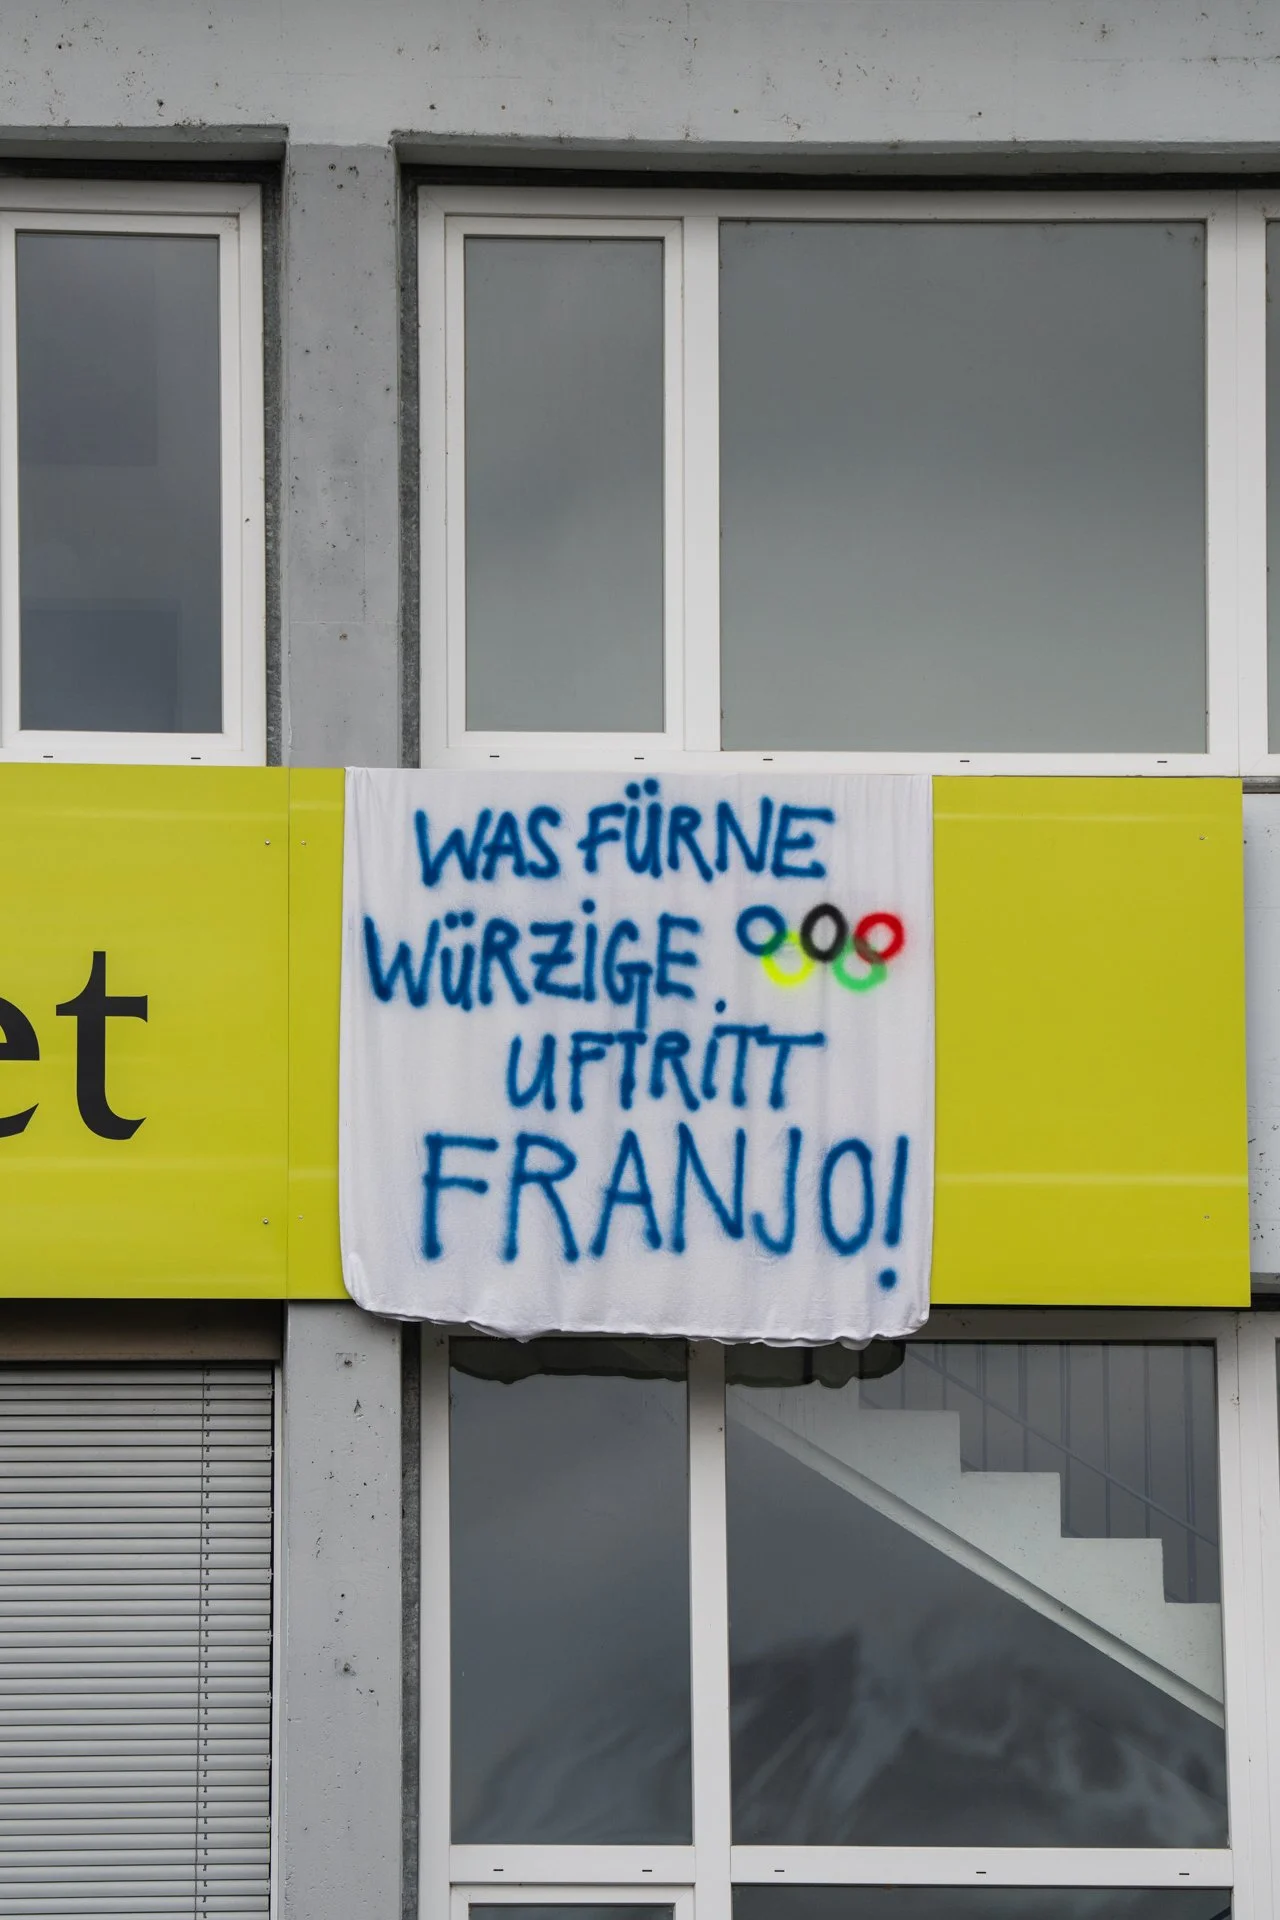 et
WAS FÜRNE
WÜRZIGE
UFTRITT
FRANJO!